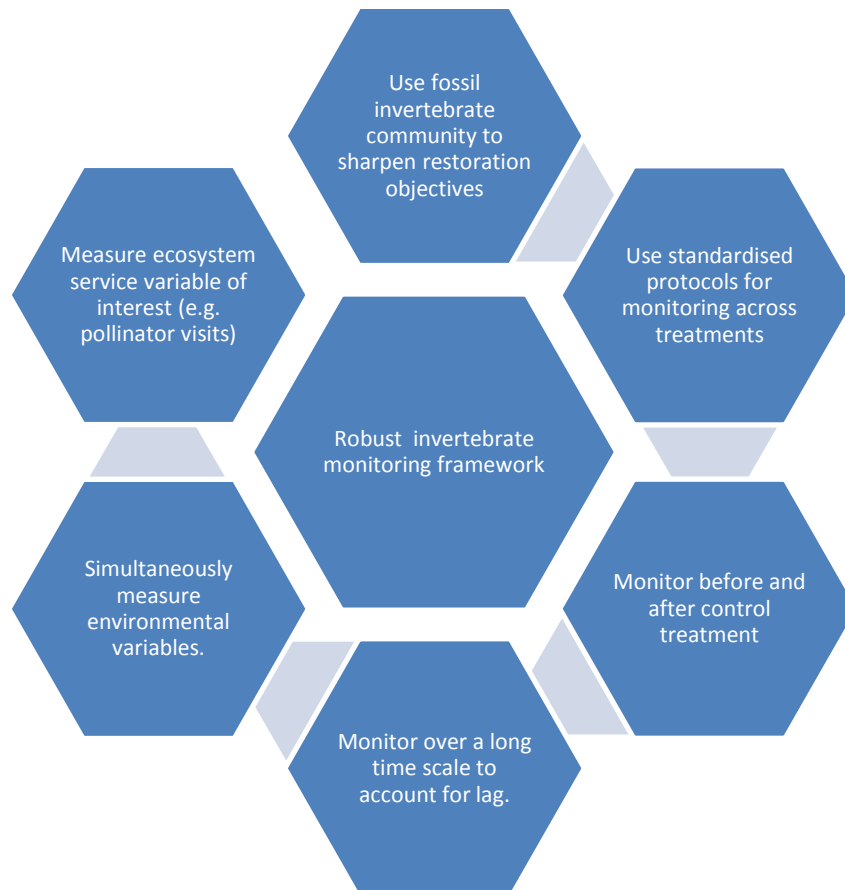 Use fossil
invertebrate
community to
sharpen restoration
objectives
Use standardised
protocols for
monitoring across
treatments
Monitor before and
after control
treatment
Monitor over a long
time scale to
account for lag.
Simultaneously
measure
environmental
variables.
Measure ecosystem
service variable of
interest (e.g.
pollinator visits)
Robust invertebrate
monitoring framework